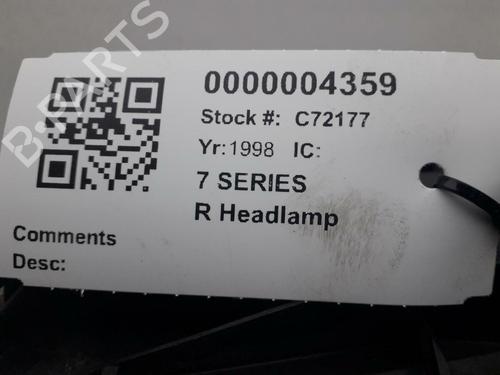 B-PARTS
0000004359
Stock #: C72177
Yr:1998 IC:
7 SERIES
R Headlamp
Comments
Desc: